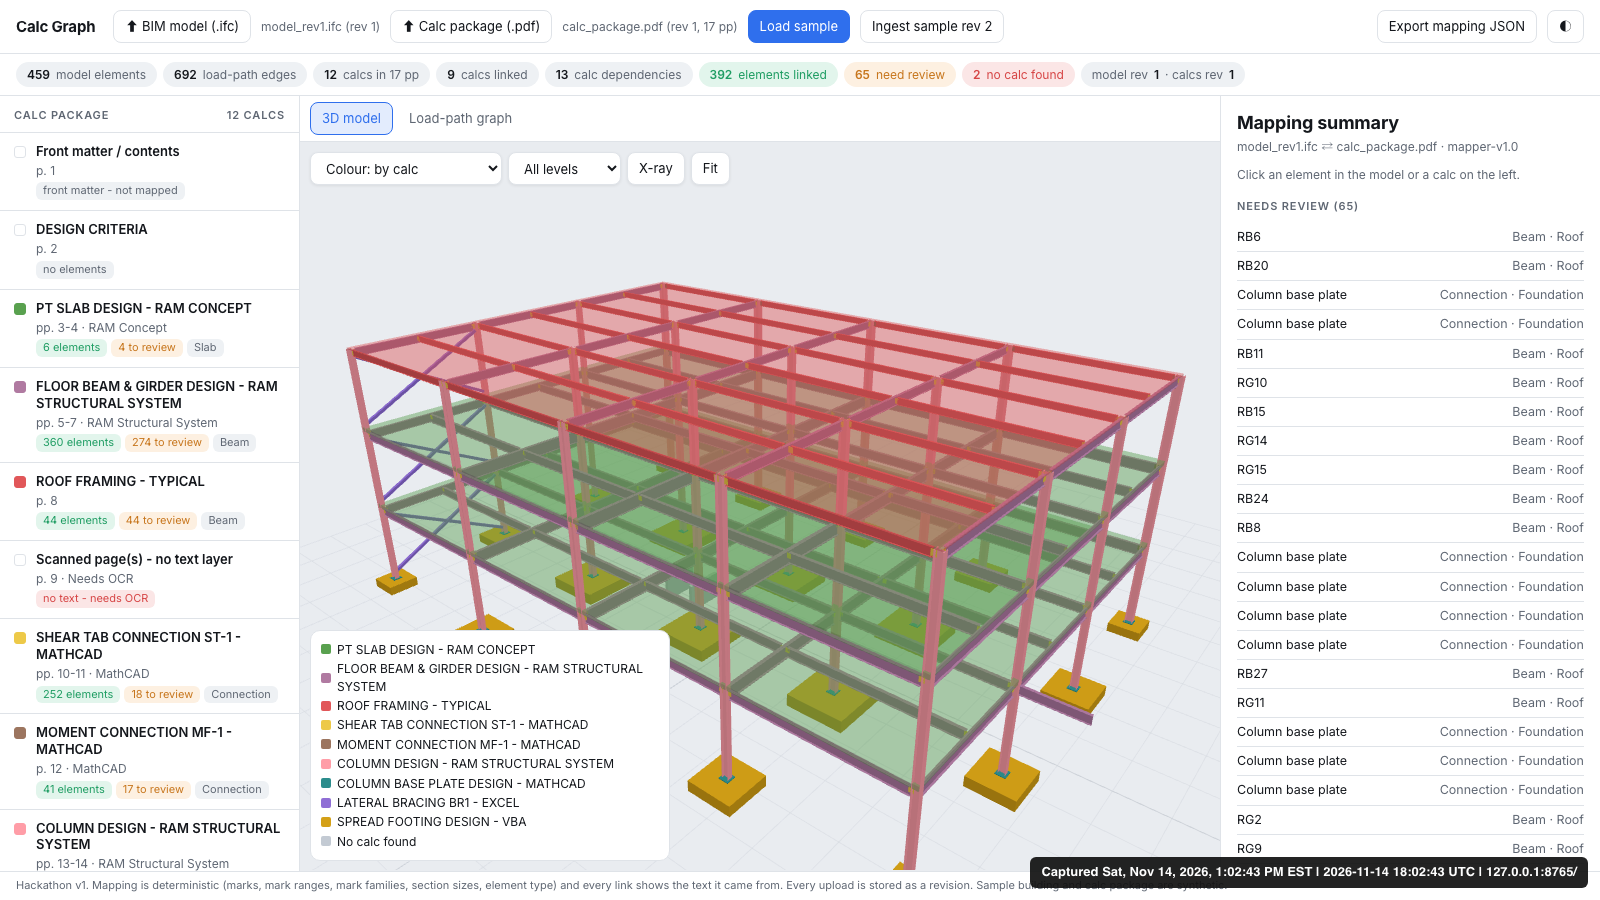 Calc Graph
BIM model (.ifc)
model_rev1.ifc (rev 1)
Calc package (.pdf)
calc_package.pdf (rev 1, 17 pp)
Load sample
Ingest sample rev 2
Export mapping JSON
459 model elements
692 load-path edges
12 calcs in 17 pp
9 calcs linked
13 calc dependencies
392 elements linked
65 need review
2 no calc found
model rev 1 · calcs rev 1
CALC PACKAGE
12 CALCS
Front matter / contents
p. 1
front matter - not mapped
DESIGN CRITERIA
p. 2
no elements
PT SLAB DESIGN - RAM CONCEPT
pp. 3-4 · RAM Concept
6 elements
4 to review
Slab
FLOOR BEAM & GIRDER DESIGN - RAM
STRUCTURAL SYSTEM
pp. 5-7 · RAM Structural System
360 elements
274 to review
Beam
ROOF FRAMING - TYPICAL
p. 8
44 elements
44 to review
Beam
Scanned page(s) - no text layer
p. 9 · Needs OCR
no text - needs OCR
SHEAR TAB CONNECTION ST-1 -
MATHCAD
pp. 10-11 · MathCAD
252 elements
18 to review
Connection
MOMENT CONNECTION MF-1 -
MATHCAD
p. 12 · MathCAD
41 elements
17 to review
Connection
COLUMN DESIGN - RAM STRUCTURAL
SYSTEM
pp. 13-14 · RAM Structural System
3D model
Load-path graph
Colour: by calc
All levels
X-ray
Fit
PT SLAB DESIGN - RAM CONCEPT
FLOOR BEAM & GIRDER DESIGN - RAM STRUCTURAL
SYSTEM
ROOF FRAMING - TYPICAL
SHEAR TAB CONNECTION ST-1 - MATHCAD
MOMENT CONNECTION MF-1 - MATHCAD
COLUMN DESIGN - RAM STRUCTURAL SYSTEM
COLUMN BASE PLATE DESIGN - MATHCAD
LATERAL BRACING BR1 - EXCEL
SPREAD FOOTING DESIGN - VBA
No calc found
Mapping summary
model_rev1.ifc ⇄ calc_package.pdf · mapper-v1.0
Click an element in the model or a calc on the left.
NEEDS REVIEW (65)
RB6 Beam · Roof
RB20 Beam · Roof
Column base plate Connection · Foundation
Column base plate Connection · Foundation
RB11 Beam · Roof
RG10 Beam · Roof
RB15 Beam · Roof
RG14 Beam · Roof
RG15 Beam · Roof
RB24 Beam · Roof
RB8 Beam · Roof
Column base plate Connection · Foundation
Column base plate Connection · Foundation
Column base plate Connection · Foundation
Column base plate Connection · Foundation
RB27 Beam · Roof
RG11 Beam · Roof
Column base plate Connection · Foundation
Column base plate Connection · Foundation
Column base plate Connection · Foundation
RG2 Beam · Roof
RG9 Beam · Roof
Captured Sat, Nov 14, 2026, 1:02:43 PM EST | 2026-11-14 18:02:43 UTC | 127.0.0.1:8765/
Hackathon v1. Mapping is deterministic (marks, mark ranges, mark families, section sizes, element type) and every link shows the text it came from. Every upload is stored as a revision. Sample building and calc package are synthetic.